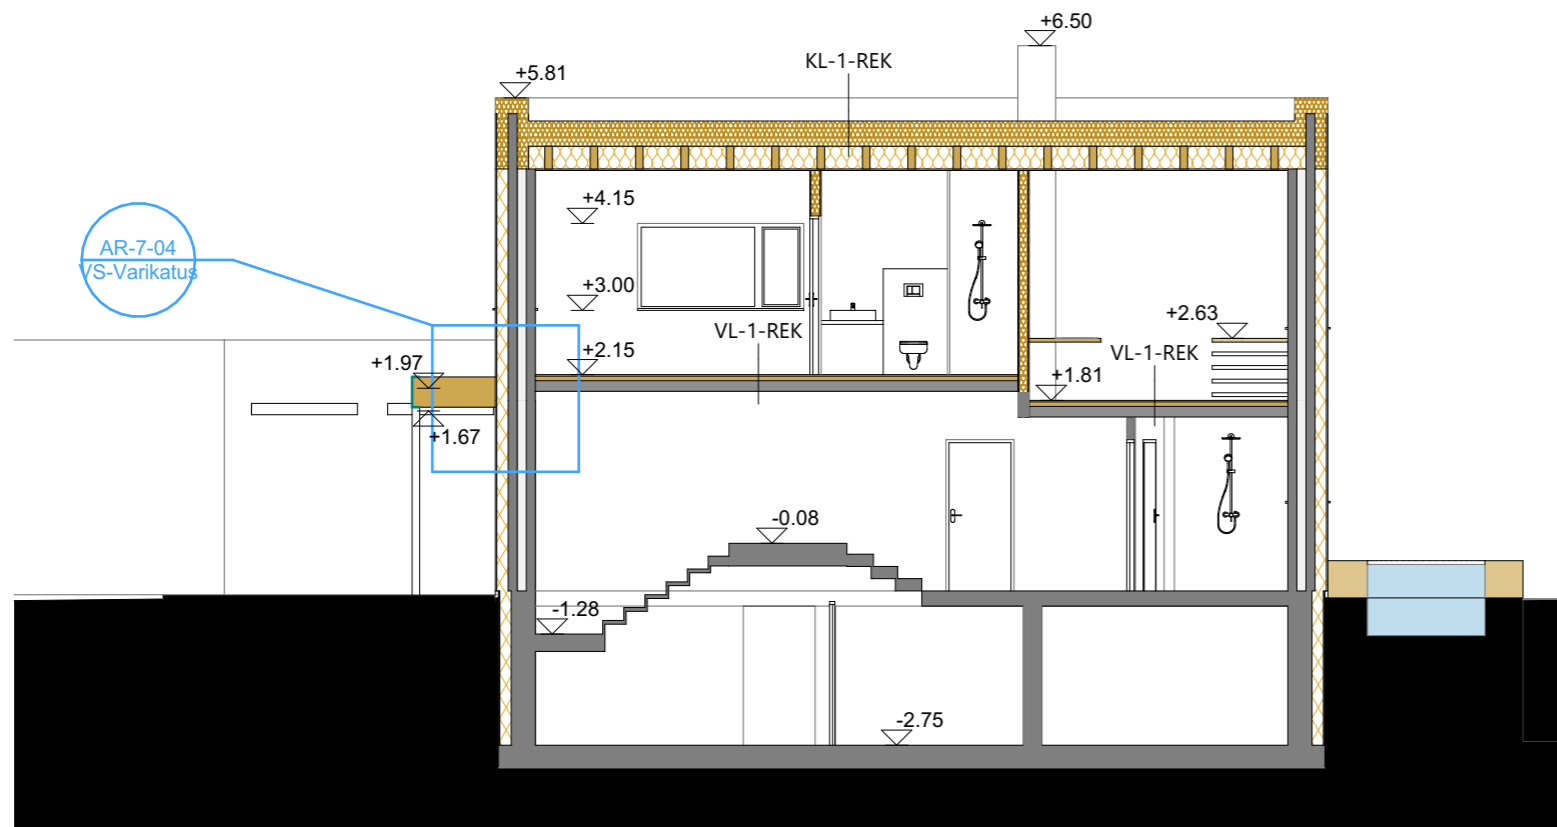 +6.50
KL-1-REK
+5.81
+4.15
AR-7-04
VS-Varikatus
+3.00
+2.63
VL-1-REK
+2.15
VL-1-REK
+1.97
+1.81
+1.67
-0.08
-1.28
-2.75